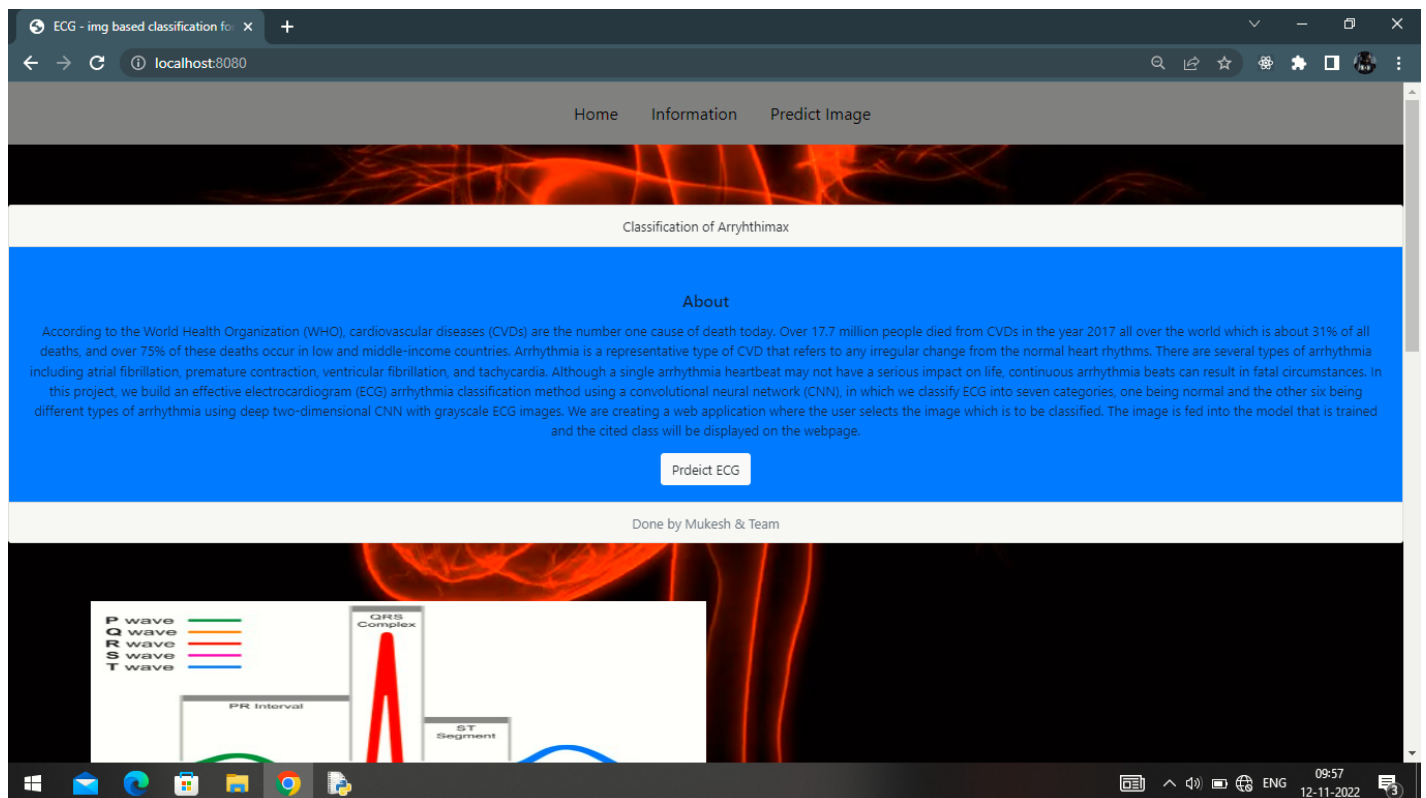 ECG - img based classification fo
localhost:8080
Home Information Predict Image
Classification of Arryhthimax
About
According to the World Health Organization (WHO), cardiovascular diseases (CVDs) are the number one cause of death today. Over 17.7 million people died from CVDs in the year 2017 all over the world which is about 31% of all
deaths, and over 75% of these deaths occur in low and middle-income countries. Arrhythmia is a representative type of CVD that refers to any irregular change from the normal heart rhythms. There are several types of arrhythmia
including atrial fibrillation, premature contraction, ventricular fibrillation, and tachycardia. Although a single arrhythmia heartbeat may not have a serious impact on life, continuous arrhythmia beats can result in fatal circumstances. In
this project, we build an effective electrocardiogram (ECG) arrhythmia classification method using a convolutional neural network (CNN), in which we classify ECG into seven categories, one being normal and the other six being
different types of arrhythmia using deep two-dimensional CNN with grayscale ECG images. We are creating a web application where the user selects the image which is to be classified. The image is fed into the model that is trained
and the cited class will be displayed on the webpage.
Prdeict ECG
Done by Mukesh & Team
P wave
Q wave
R wave
S wave
T wave
QRS
Complex
PR Interval
ST
Segment
ENG
09:57
12-11-2022
3